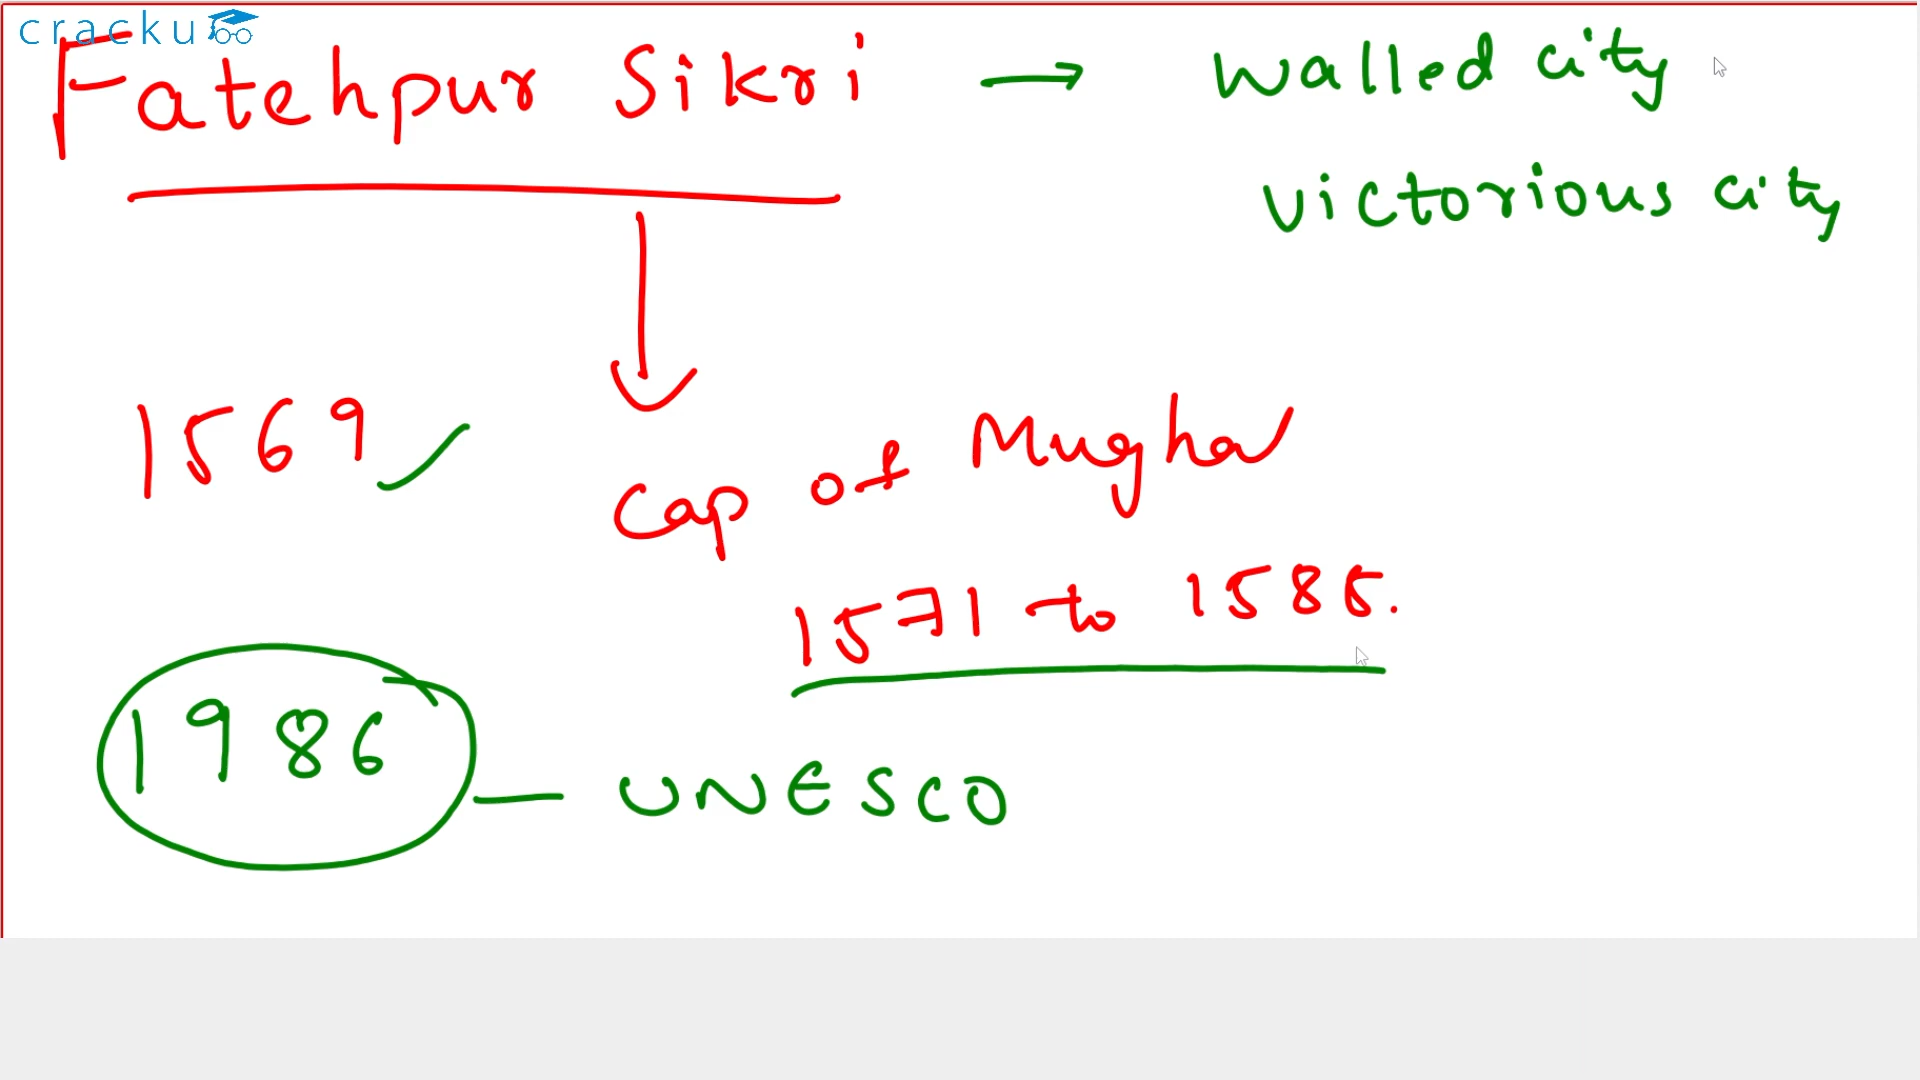 cracku
Fatehpur Sikri → Walled city
Victorious city
1569 ✓
Cap of Mughal
1571 to 1585.
1986 — UNESCO